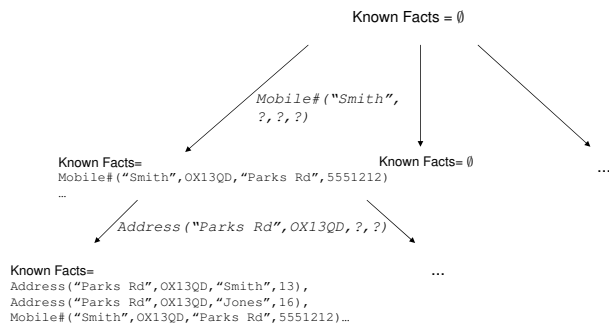 Known Facts = ∅
Mobile#("Smith",
?,?,?)
Known Facts=
Mobile#("Smith",OX13QD,"Parks Rd",5551212)
…
Known Facts= ∅
…
Address("Parks Rd",OX13QD,?,?)
Known Facts=
Address("Parks Rd",OX13QD,"Smith",13),
Address("Parks Rd",OX13QD,"Jones",16),
Mobile#("Smith",OX13QD,"Parks Rd",5551212)…
…